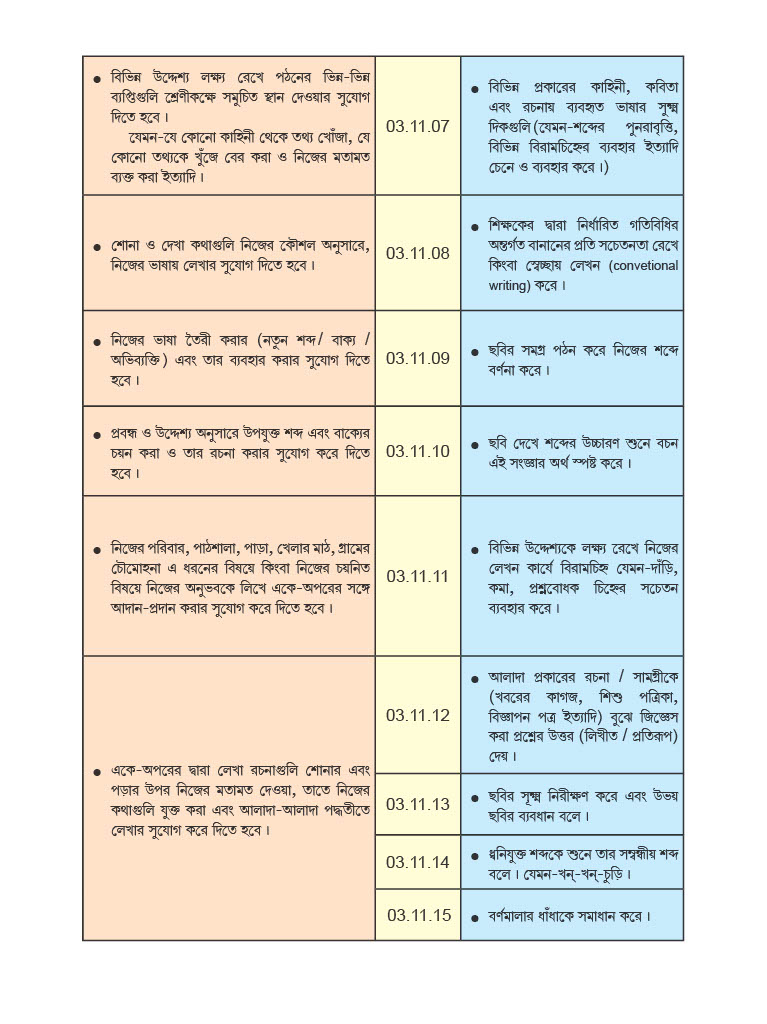 ● বিভিন্ন উদ্দেশ্য লক্ষ্য রেখে পঠনের ভিন্ন-ভিন্ন
ব্যপ্তিগুলি শ্রেণীকক্ষে সমুচিত স্থান দেওয়ার সুযোগ
দিতে হবে।
যেমন-যে কোনো কাহিনী থেকে তথ্য খোঁজা, যে
কোনো তথ্যকে খুঁজে বের করা ও নিজের মতামত
ব্যক্ত করা ইত্যাদি।
03.11.07
● বিভিন্ন প্রকারের কাহিনী, কবিতা
এবং রচনায় ব্যবহৃত ভাষার সুক্ষ্ম
দিকগুলি (যেমন-শব্দের পুনরাবৃত্তি,
বিভিন্ন বিরামচিহ্নের ব্যবহার ইত্যাদি
চেনে ও ব্যবহার করে।)
● শোনা ও দেখা কথাগুলি নিজের কৌশল অনুসারে,
নিজের ভাষায় লেখার সুযোগ দিতে হবে।
03.11.08
● শিক্ষকের দ্বারা নির্ধারিত গতিবিধির
অন্তর্গত বানানের প্রতি সচেতনতা রেখে
কিংবা স্বেচ্ছায় লেখন (convetional
writing) করে।
● নিজের ভাষা তৈরী করার (নতুন শব্দ/ বাক্য /
অভিব্যক্তি) এবং তার ব্যবহার করার সুযোগ দিতে
হবে।
03.11.09
● ছবির সমগ্র পঠন করে নিজের শব্দে
বর্ণনা করে।
● প্রবন্ধ ও উদ্দেশ্য অনুসারে উপযুক্ত শব্দ এবং বাক্যের
চয়ন করা ও তার রচনা করার সুযোগ করে দিতে
হবে।
03.11.10
● ছবি দেখে শব্দের উচ্চারণ শুনে বচন
এই সংজ্ঞার অর্থ স্পষ্ট করে।
● নিজের পরিবার, পাঠশালা, পাড়া, খেলার মাঠ, গ্রামের
চৌমোহনা এ ধরনের বিষয়ে কিংবা নিজের চয়নিত
বিষয়ে নিজের অনুভবকে লিখে একে-অপরের সঙ্গে
আদান-প্রদান করার সুযোগ করে দিতে হবে।
03.11.11
● বিভিন্ন উদ্দেশ্যকে লক্ষ্য রেখে নিজের
লেখন কার্যে বিরামচিহ্ন যেমন-দাঁড়ি,
কমা, প্রশ্নবোধক চিহ্নের সচেতন
ব্যবহার করে।
● একে-অপরের দ্বারা লেখা রচনাগুলি শোনার এবং
পড়ার উপর নিজের মতামত দেওয়া, তাতে নিজের
কথাগুলি যুক্ত করা এবং আলাদা-আলাদা পদ্ধতীতে
লেখার সুযোগ করে দিতে হবে।
03.11.12
● আলাদা প্রকারের রচনা / সামগ্রীকে
(খবরের কাগজ, শিশু পত্রিকা,
বিজ্ঞাপন পত্র ইত্যাদি) বুঝে জিজ্ঞেস
করা প্রশ্নের উত্তর (লিখীত / প্রতিরূপ)
দেয়।
03.11.13
● ছবির সূক্ষ্ম নিরীক্ষণ করে এবং উভয়
ছবির ব্যবধান বলে।
03.11.14
● ধ্বনিযুক্ত শব্দকে শুনে তার সম্বন্ধীয় শব্দ
বলে। যেমন-খন্-খন্-চুড়ি।
03.11.15
● বর্ণমালার ধাঁধাকে সমাধান করে।